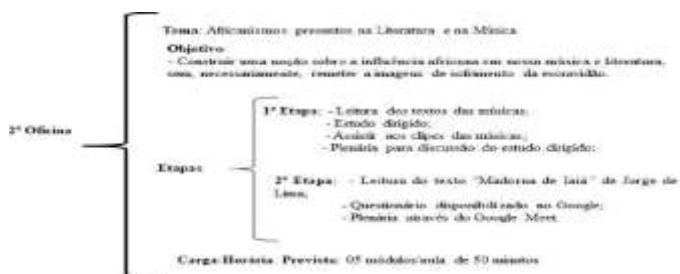 Tema: Africanismos presentes na Literatura e na Música
Objetivo
- Construir uma noção sobre a influência africana em nossa música e literatura,
sem, necessariamente, remeter a imagens de sofrimento da escravidão.
2ª Oficina
1ª Etapa: - Leitura dos textos das músicas;
- Estudo dirigido;
- Assistir aos clipes das músicas;
- Plenária para discussão do estudo dirigido;
Etapas
2ª Etapa: - Leitura do texto "Madorna de Iaiá" de Jorge de
Lima;
- Questionário disponibilizado no Google;
- Plenária através do Google Meet
Carga Horária Prevista: 05 módulos/aula de 50 minutos